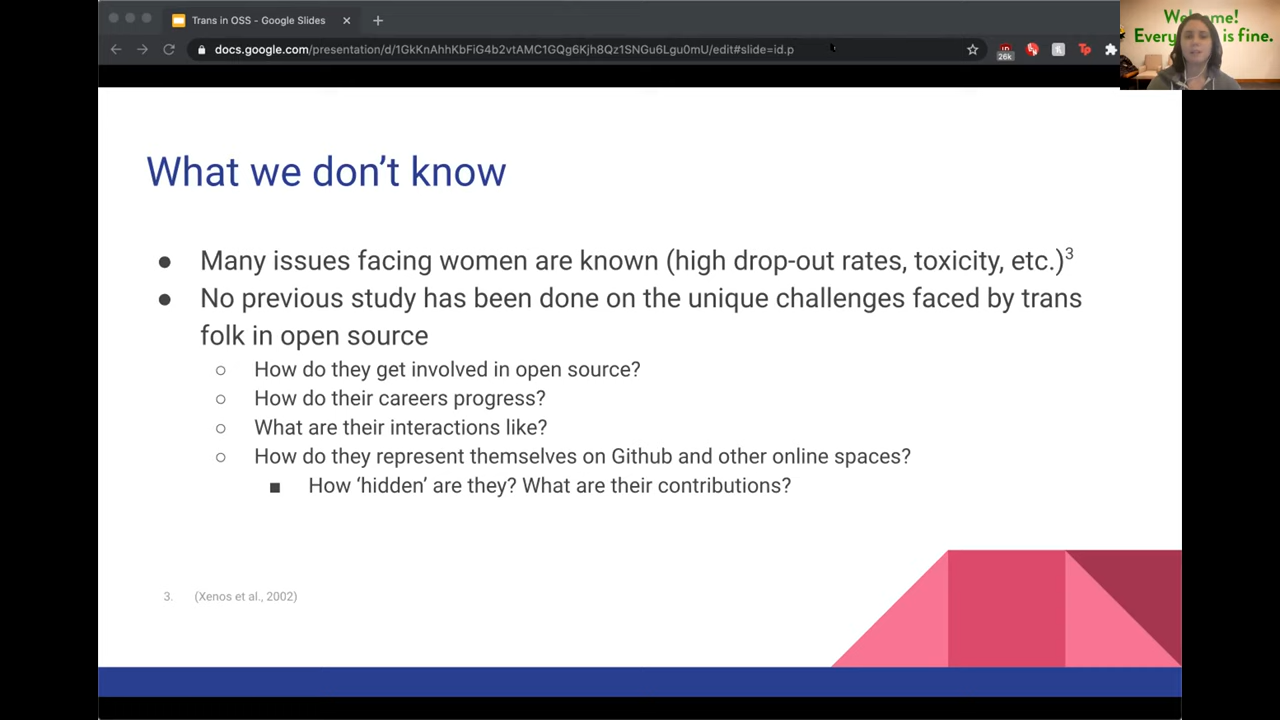 Trans in OSS - Google Slides
docs.google.com/presentation/d/1GkKnAhhKbFiG4b2vtAMC1GQg6Kjh8Qz1SNGu6Lgu0mU/edit#slide=id.p
26k
Tp
Welcome!
Everything is fine.
What we don’t know
● Many issues facing women are known (high drop-out rates, toxicity, etc.)3
● No previous study has been done on the unique challenges faced by trans
folk in open source
○ How do they get involved in open source?
○ How do their careers progress?
○ What are their interactions like?
○ How do they represent themselves on Github and other online spaces?
■ How ‘hidden’ are they? What are their contributions?
3. (Xenos et al., 2002)